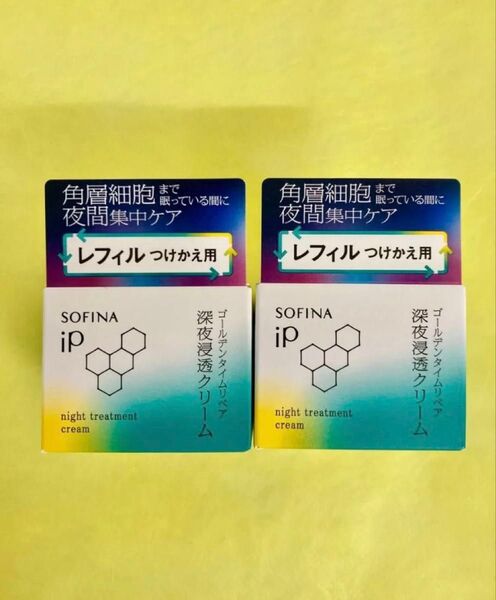 角層細胞まで
眠っている間に
夜間集中ケア
レフィル つけかえ用
SOFINA
iP
ゴールデンタイムリペア
深夜浸透クリーム
night treatment
cream
角層細胞まで
眠っている間に
夜間集中ケア
レフィル つけかえ用
SOFINA
iP
ゴールデンタイムリペア
深夜浸透クリーム
night treatment
cream